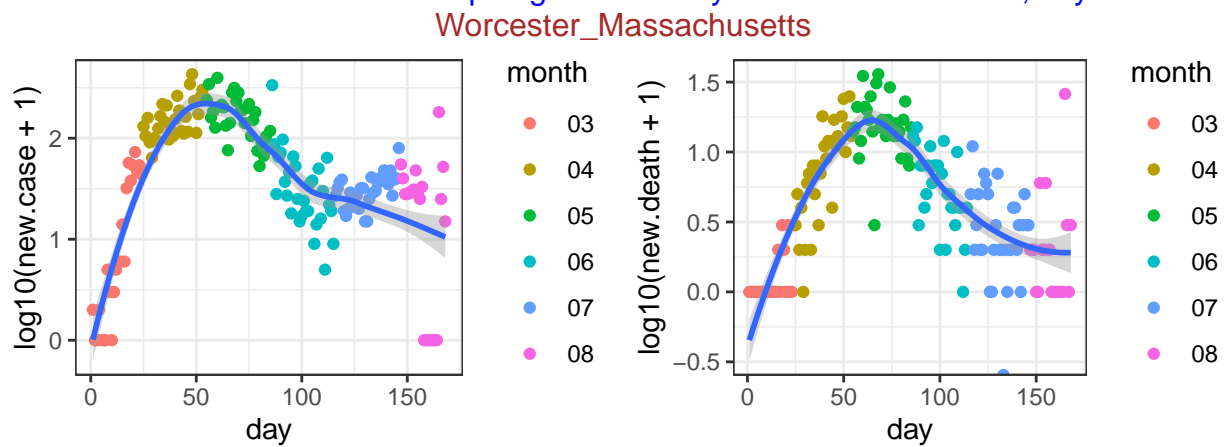 Worcester_Massachusetts
log10(new.case + 1)
2
1
0
0 50 100 150
day
month
03
04
05
06
07
08
log10(new.death + 1)
1.5
1.0
0.5
0.0
−0.5
0 50 100 150
day
month
03
04
05
06
07
08